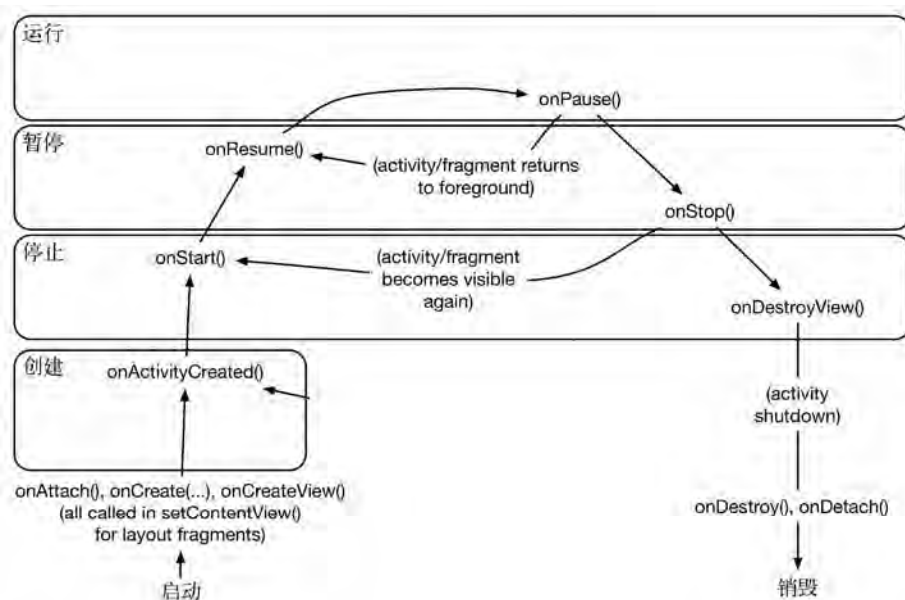 运行
onPause()
暂停
onResume()
(activity/fragment returns
to foreground)
onStop()
停止
onStart()
(activity/fragment
becomes visible
again)
onDestroyView()
创建
onActivityCreated()
(activity
shutdown)
onAttach(), onCreate(...), onCreateView()
(all called in setContentView()
for layout fragments)
onDestroy(), onDetach()
启动
销毁